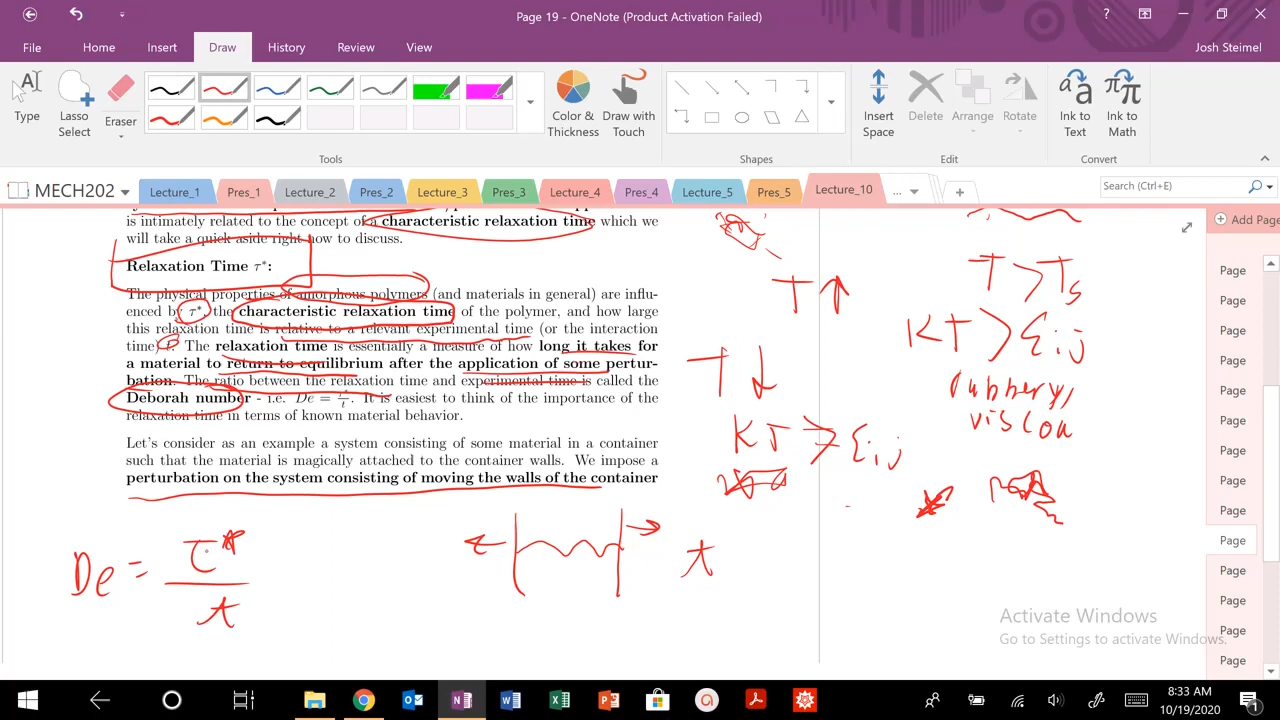 Page 19 - OneNote (Product Activation Failed)
File
Home
Insert
Draw
History
Review
View
Josh Steimel
Type
Lasso Select
Eraser
Color & Thickness
Draw with Touch
Insert Space
Delete
Arrange
Rotate
Ink to Text
Ink to Math
Tools
Shapes
Edit
Convert
MECH202
Lecture_1
Pres_1
Lecture_2
Pres_2
Lecture_3
Pres_3
Lecture_4
Pres_4
Lecture_5
Pres_5
Lecture_10
...
Search (Ctrl+E)
Add Page
is intimately related to the concept of a characteristic relaxation time which we
will take a quick aside right now to discuss.
Relaxation Time τ*:
The physical properties of amorphous polymers (and materials in general) are influ-
enced by τ*, the characteristic relaxation time of the polymer, and how large
this relaxation time is relative to a relevant experimental time (or the interaction
time) t. The relaxation time is essentially a measure of how long it takes for
a material to return to equilibrium after the application of some pertur-
bation. The ratio between the relaxation time and experimental time is called the
Deborah number - i.e. De = τ*/t. It is easiest to think of the importance of the
relaxation time in terms of known material behavior.
Let's consider as an example a system consisting of some material in a container
such that the material is magically attached to the container walls. We impose a
perturbation on the system consisting of moving the walls of the container
De = τ*/t
t
T ↑
T ↓
KT > Eij
T > Ts
KT > Eij
rubbery,
viscou
Page
Page
Page
Page
Page
Page
Page
Page
Page
Page
Page
Page
Page
Page
Activate Windows
Go to Settings to activate Windows.
8:33 AM
10/19/2020